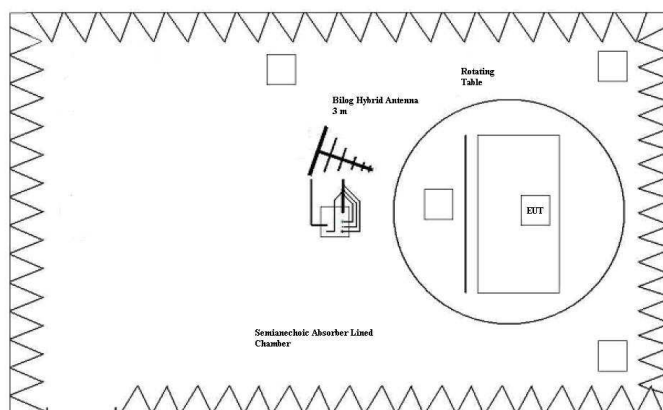 Rotating
Table
Bilog Hybrid Antenna
3 m
EUT
Semianechoic Absorber Lined
Chamber